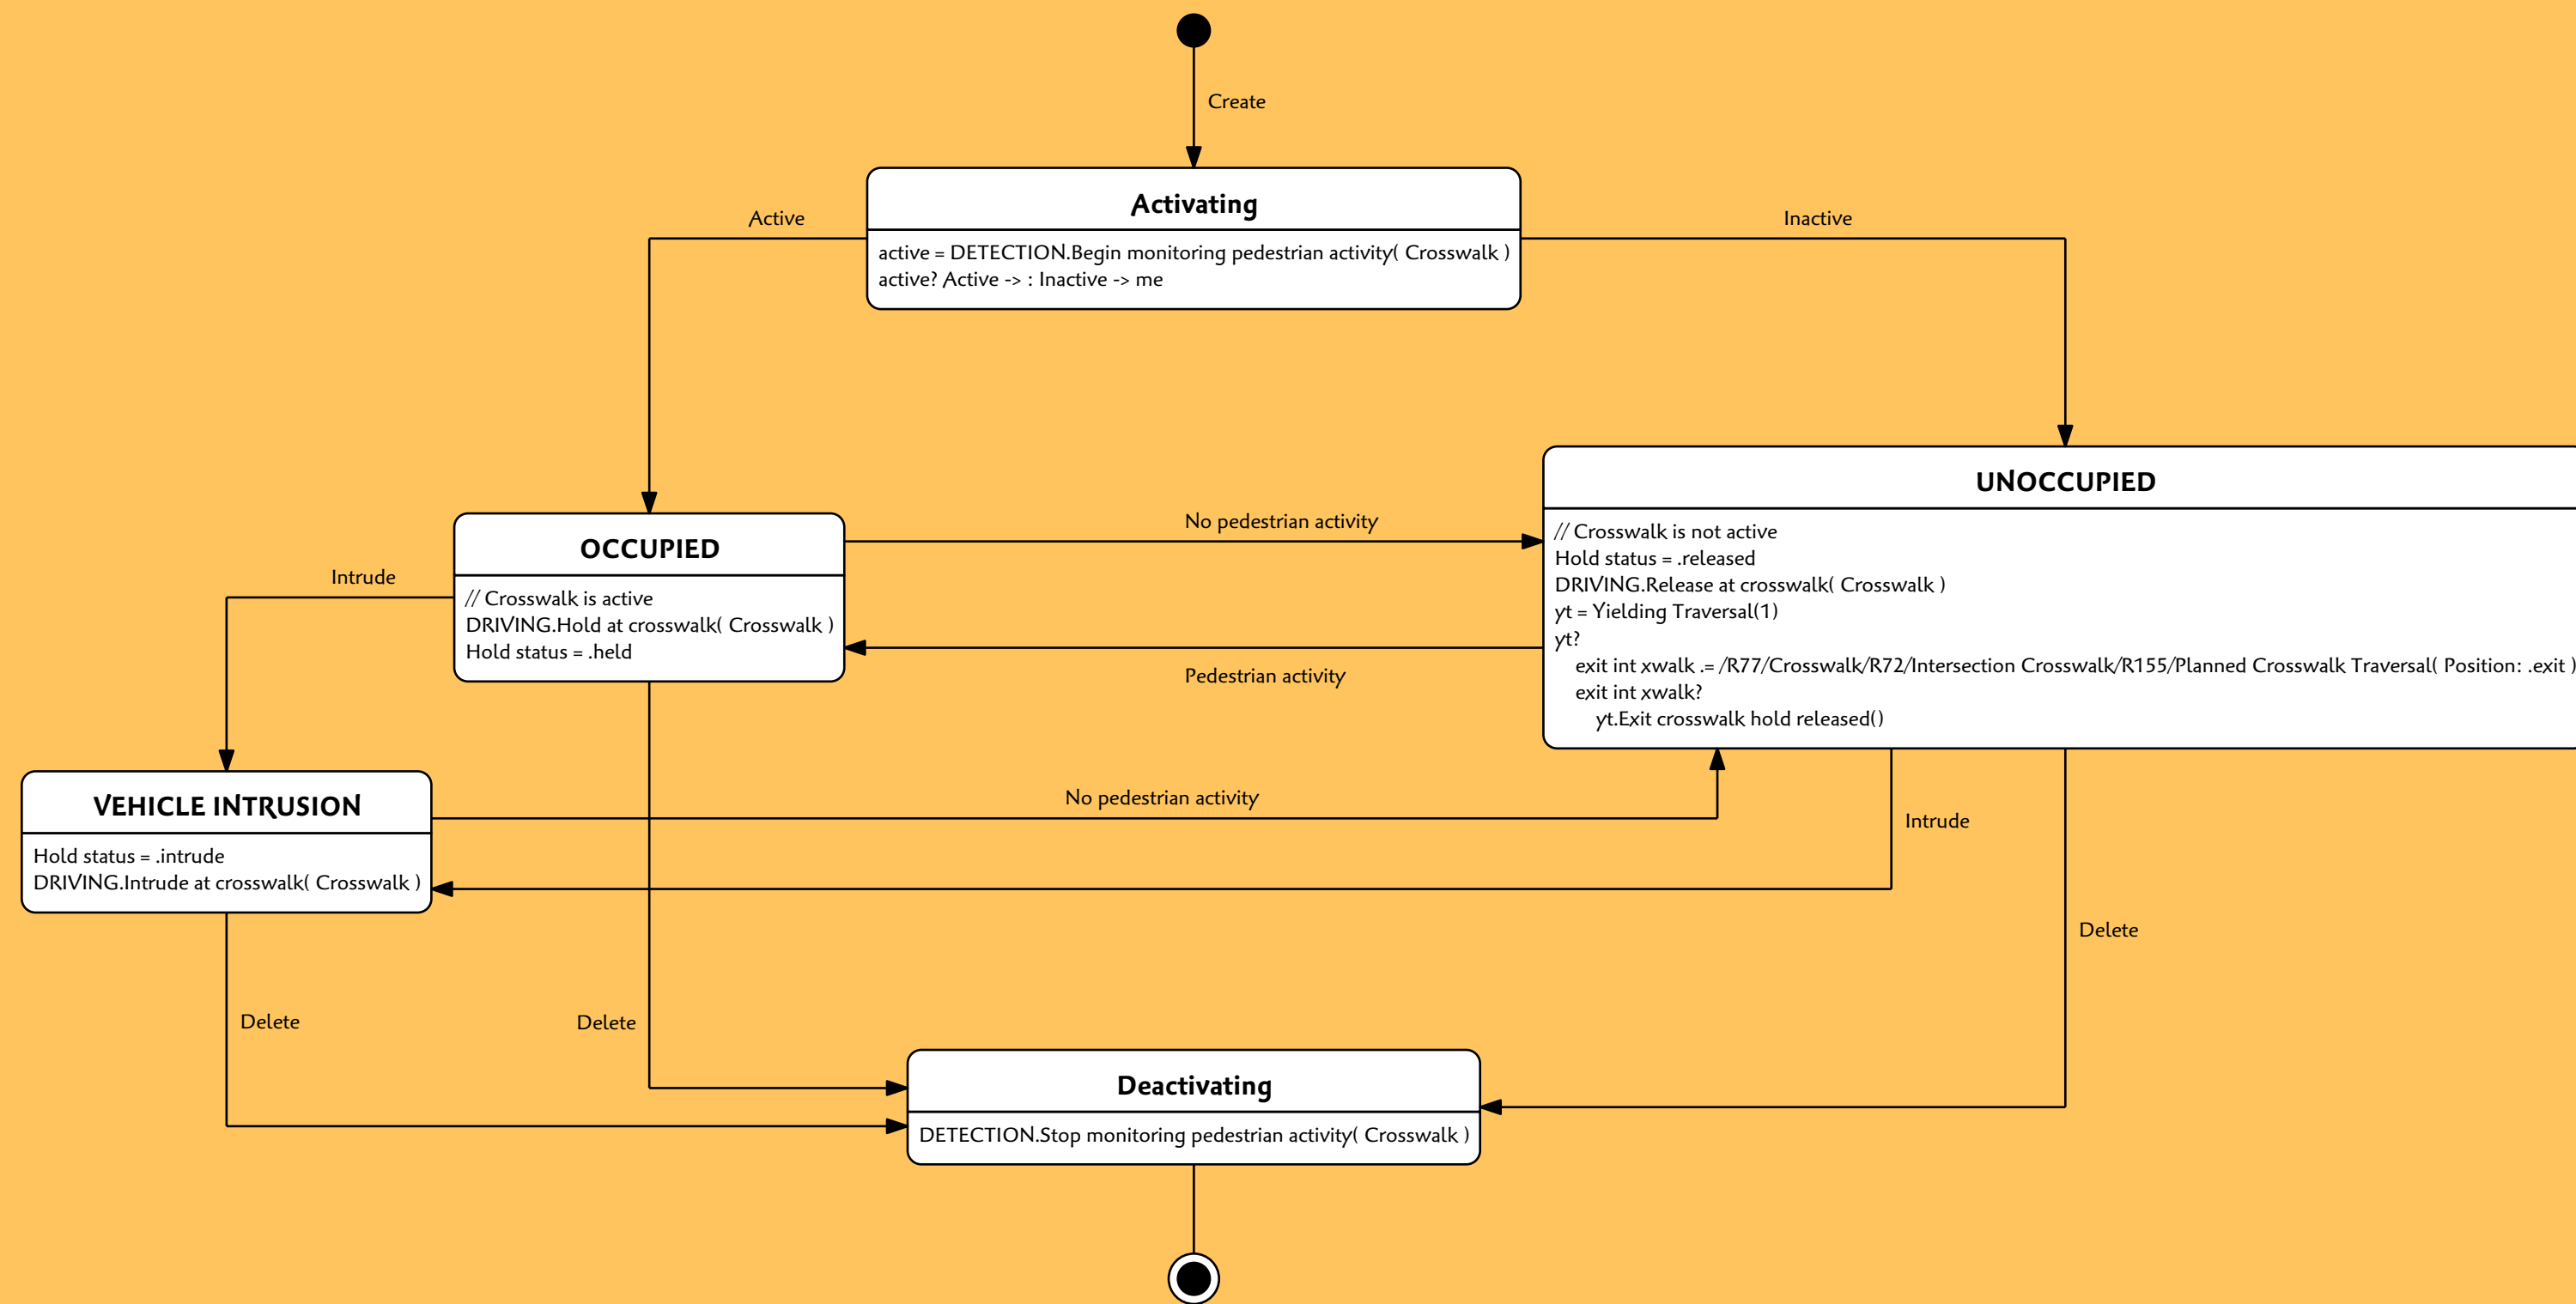 Create
Activating
active = DETECTION.Begin monitoring pedestrian activity( Crosswalk )
active? Active -> : Inactive -> me
Active
Inactive
UNOCCUPIED
// Crosswalk is not active
Hold status = .released
DRIVING.Release at crosswalk( Crosswalk )
yt = Yielding Traversal(1)
yt?
exit int xwalk .= /R77/Crosswalk/R72/Intersection Crosswalk/R155/Planned Crosswalk Traversal( Position: .exit )
exit int xwalk?
yt.Exit crosswalk hold released()
No pedestrian activity
OCCUPIED
// Crosswalk is active
DRIVING.Hold at crosswalk( Crosswalk )
Hold status = .held
Intrude
Pedestrian activity
VEHICLE INTRUSION
Hold status = .intrude
DRIVING.Intrude at crosswalk( Crosswalk )
No pedestrian activity
Intrude
Delete
Delete
Delete
Deactivating
DETECTION.Stop monitoring pedestrian activity( Crosswalk )